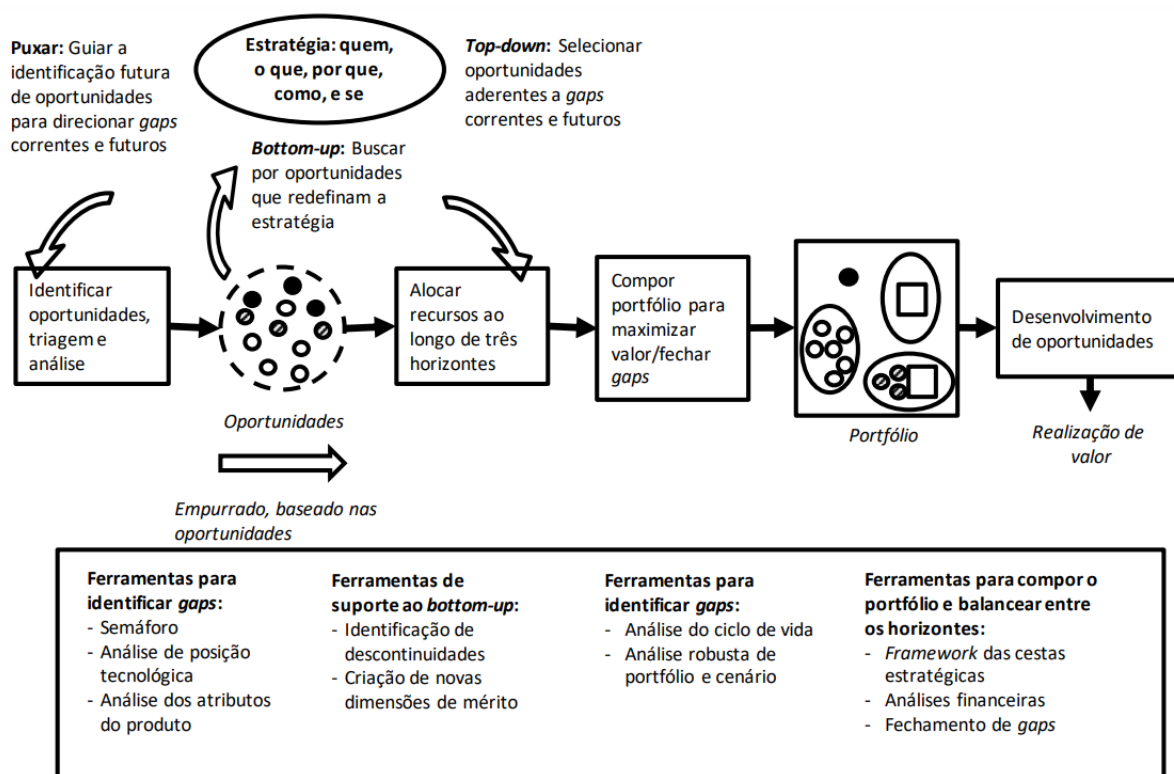 Puxar: Guiar a
identificação futura
de oportunidades
para direcionar gaps
correntes e futuros
Estratégia: quem,
o que, por que,
como, e se
Top-down: Selecionar
oportunidades
aderentes a gaps
correntes e futuros
Bottom-up: Buscar
por oportunidades
que redefinam a
estratégia
Identificar
oportunidades,
triagem e
análise
Oportunidades
Alocar
recursos ao
longo de três
horizontes
Compor
portfólio para
maximizar
valor/fechar
gaps
Portfólio
Desenvolvimento
de oportunidades
Realização de
valor
Empurrado, baseado nas
oportunidades
Ferramentas para
identificar gaps:
- Semáforo
- Análise de posição
tecnológica
- Análise dos atributos
do produto
Ferramentas de
suporte ao bottom-up:
- Identificação de
descontinuidades
- Criação de novas
dimensões de mérito
Ferramentas para
identificar gaps:
- Análise do ciclo de vida
- Análise robusta de
portfólio e cenário
Ferramentas para compor o
portfólio e balancear entre
os horizontes:
- Framework das cestas
estratégicas
- Análises financeiras
- Fechamento de gaps